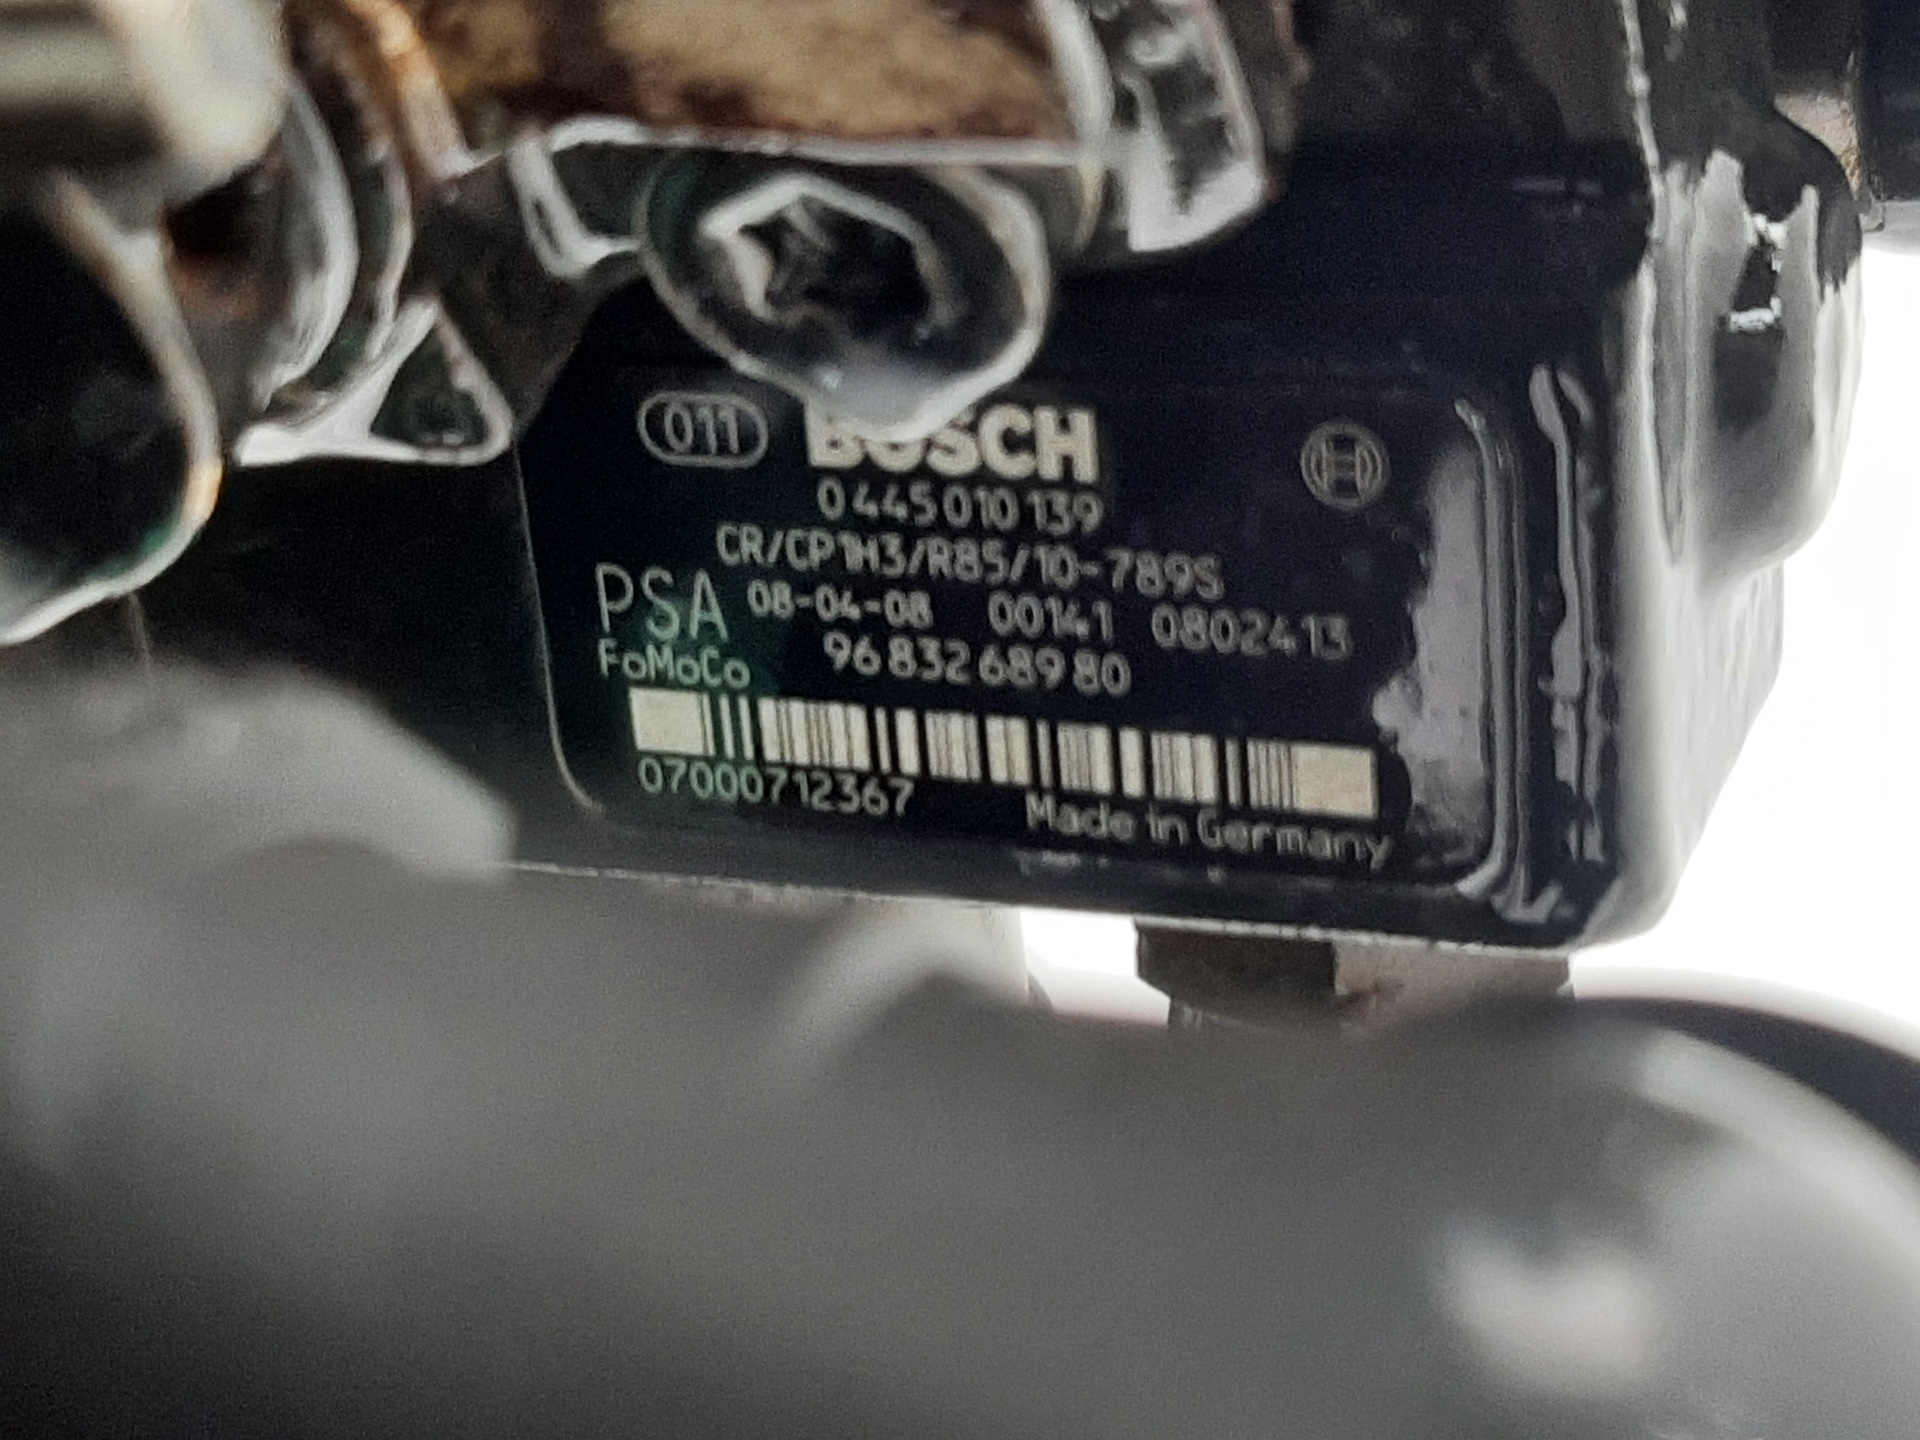 011 BOSCH
0 445 010 139
CR/CP1H3/R85/10-789S
PSA 08-04-08 00141 0802413
FoMoCo 96 832 689 80
07000712367
Made in Germany